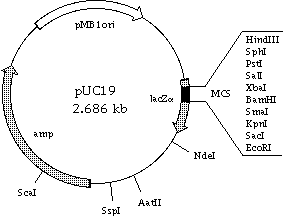 pMB1ori
pUC19
2.686 kb
lacZα
MCS
HindIII
SphI
PstI
SalI
XbaI
BamHI
SmaI
KpnI
SacI
EcoRI
amp
NdeI
ScaI
SspI
AatII